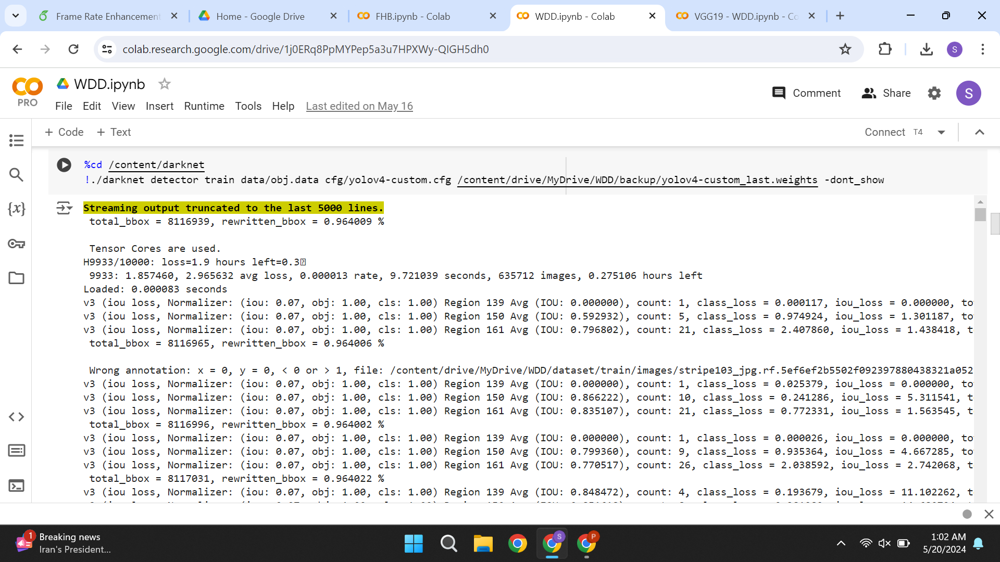 Frame Rate Enhancement
Home - Google Drive
FHB.ipynb - Colab
WDD.ipynb - Colab
VGG19 - WDD.ipynb - Co
colab.research.google.com/drive/1j0ERq8PpMYPep5a3u7HPXWy-QIGH5dh0
S
PRO
WDD.ipynb
File Edit View Insert Runtime Tools Help Last edited on May 16
Comment
Share
S
+ Code + Text
Connect T4
%cd /content/darknet
!./darknet detector train data/obj.data cfg/yolov4-custom.cfg /content/drive/MyDrive/WDD/backup/yolov4-custom_last.weights -dont_show
Streaming output truncated to the last 5000 lines.
total_bbox = 8116939, rewritten_bbox = 0.964009 %
Tensor Cores are used.
H9933/10000: loss=1.9 hours left=0.3
9933: 1.857460, 2.965632 avg loss, 0.000013 rate, 9.721039 seconds, 635712 images, 0.275106 hours left
Loaded: 0.000083 seconds
v3 (iou loss, Normalizer: (iou: 0.07, obj: 1.00, cls: 1.00) Region 139 Avg (IOU: 0.000000), count: 1, class_loss = 0.000117, iou_loss = 0.000000, to
v3 (iou loss, Normalizer: (iou: 0.07, obj: 1.00, cls: 1.00) Region 150 Avg (IOU: 0.592932), count: 5, class_loss = 0.974924, iou_loss = 1.301187, to
v3 (iou loss, Normalizer: (iou: 0.07, obj: 1.00, cls: 1.00) Region 161 Avg (IOU: 0.796802), count: 21, class_loss = 2.407860, iou_loss = 1.438418, t
total_bbox = 8116965, rewritten_bbox = 0.964006 %
Wrong annotation: x = 0, y = 0, < 0 or > 1, file: /content/drive/MyDrive/WDD/dataset/train/images/stripe103_jpg.rf.5ef6ef2b5502f092397880438321a052
v3 (iou loss, Normalizer: (iou: 0.07, obj: 1.00, cls: 1.00) Region 139 Avg (IOU: 0.000000), count: 1, class_loss = 0.025379, iou_loss = 0.000000, to
v3 (iou loss, Normalizer: (iou: 0.07, obj: 1.00, cls: 1.00) Region 150 Avg (IOU: 0.866222), count: 10, class_loss = 0.241286, iou_loss = 5.311541, t
v3 (iou loss, Normalizer: (iou: 0.07, obj: 1.00, cls: 1.00) Region 161 Avg (IOU: 0.835107), count: 21, class_loss = 0.772331, iou_loss = 1.563545, t
total_bbox = 8116996, rewritten_bbox = 0.964002 %
v3 (iou loss, Normalizer: (iou: 0.07, obj: 1.00, cls: 1.00) Region 139 Avg (IOU: 0.000000), count: 1, class_loss = 0.000026, iou_loss = 0.000000, to
v3 (iou loss, Normalizer: (iou: 0.07, obj: 1.00, cls: 1.00) Region 150 Avg (IOU: 0.799360), count: 9, class_loss = 0.935364, iou_loss = 4.667285, to
v3 (iou loss, Normalizer: (iou: 0.07, obj: 1.00, cls: 1.00) Region 161 Avg (IOU: 0.770517), count: 26, class_loss = 2.038592, iou_loss = 2.742068, t
total_bbox = 8117031, rewritten_bbox = 0.964022 %
v3 (iou loss, Normalizer: (iou: 0.07, obj: 1.00, cls: 1.00) Region 139 Avg (IOU: 0.848472), count: 4, class_loss = 0.193679, iou_loss = 11.102262, t
1
Breaking news
Iran's President...
S
P
1:02 AM
5/20/2024